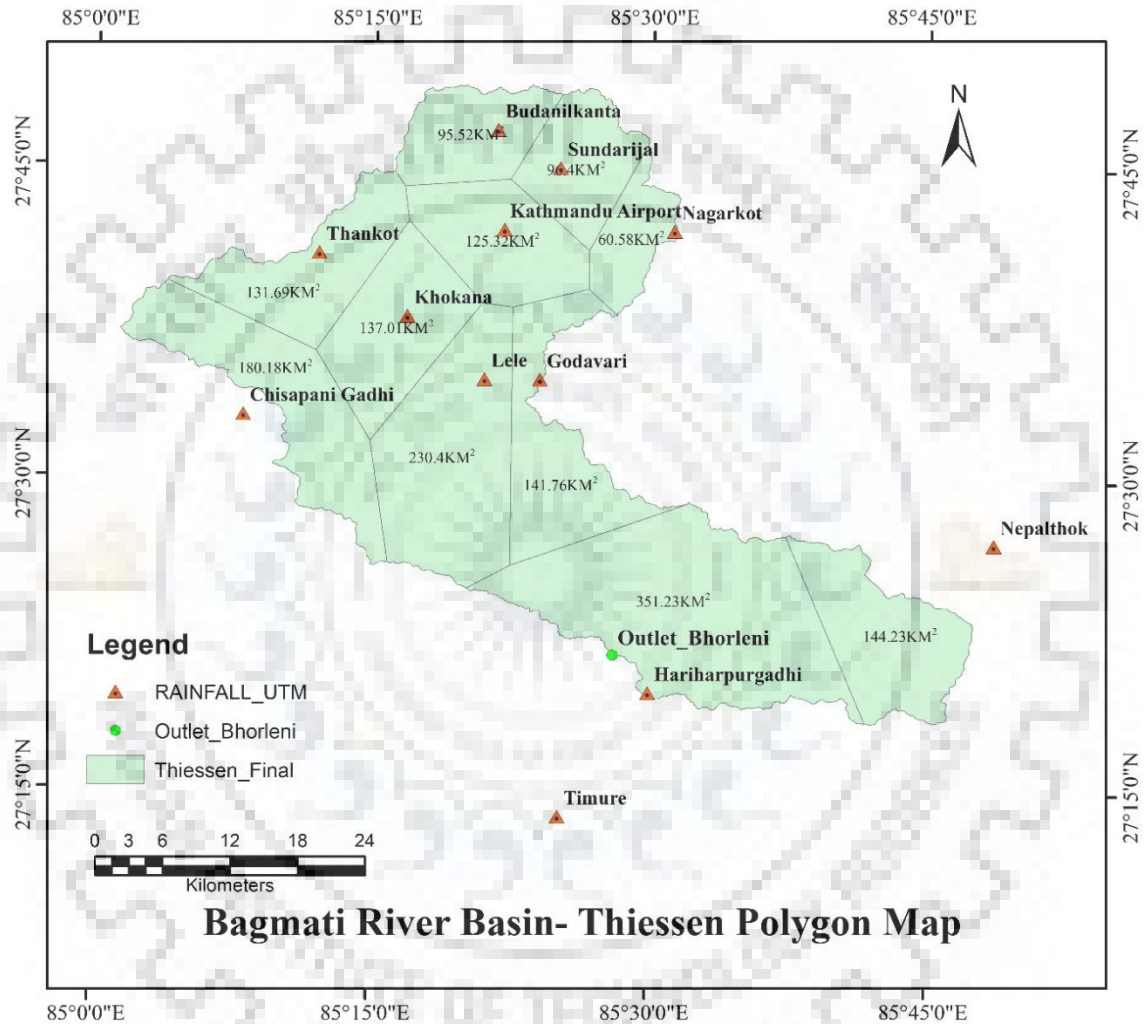 85°0'0"E 85°15'0"E 85°30'0"E 85°45'0"E
N
27°45'0"N
27°45'0"N
27°30'0"N
27°30'0"N
27°15'0"N
27°15'0"N
Budanilkanta
95.52KM
Sundarijal
Kathmandu Airport
125.32KM²
Nagarkot
60.58KM²
Thankot
131.69KM²
Khokana
137.01KM²
Lele
Godavari
180.18KM²
Chisapani Gadhi
230.4KM²
141.76KM²
Nepalthok
351.23KM²
144.23KM²
Outlet_Bhorleni
Hariharpurgadhi
Timure
Legend
RAINFALL_UTM
Outlet_Bhorleni
Thiessen_Final
0 3 6 12 18 24
Kilometers
Bagmati River Basin- Thiessen Polygon Map
85°0'0"E 85°15'0"E 85°30'0"E 85°45'0"E